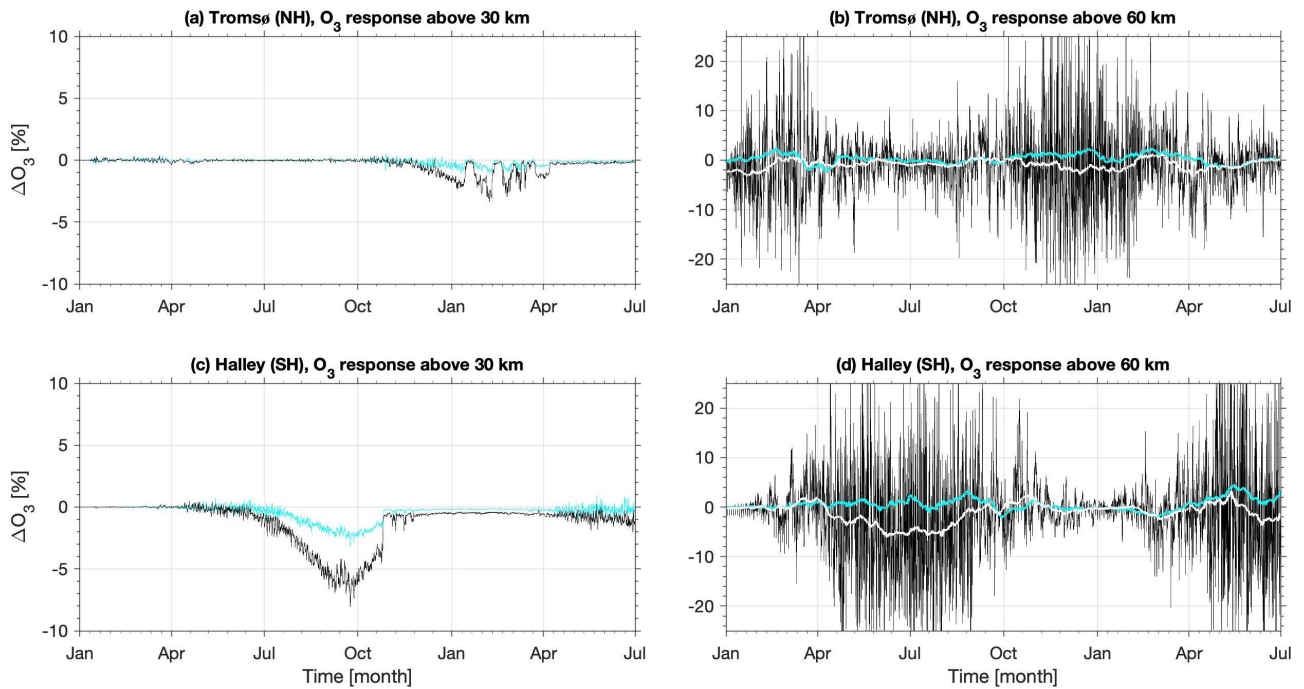 (a) Tromsø (NH), O3 response above 30 km
10
5
0
-5
-10
ΔO3 [%]
Jan Apr Jul Oct Jan Apr Jul
(b) Tromsø (NH), O3 response above 60 km
20
10
0
-10
-20
Jan Apr Jul Oct Jan Apr Jul
(c) Halley (SH), O3 response above 30 km
10
5
0
-5
-10
ΔO3 [%]
Jan Apr Jul Oct Jan Apr Jul
Time [month]
(d) Halley (SH), O3 response above 60 km
20
10
0
-10
-20
Jan Apr Jul Oct Jan Apr Jul
Time [month]